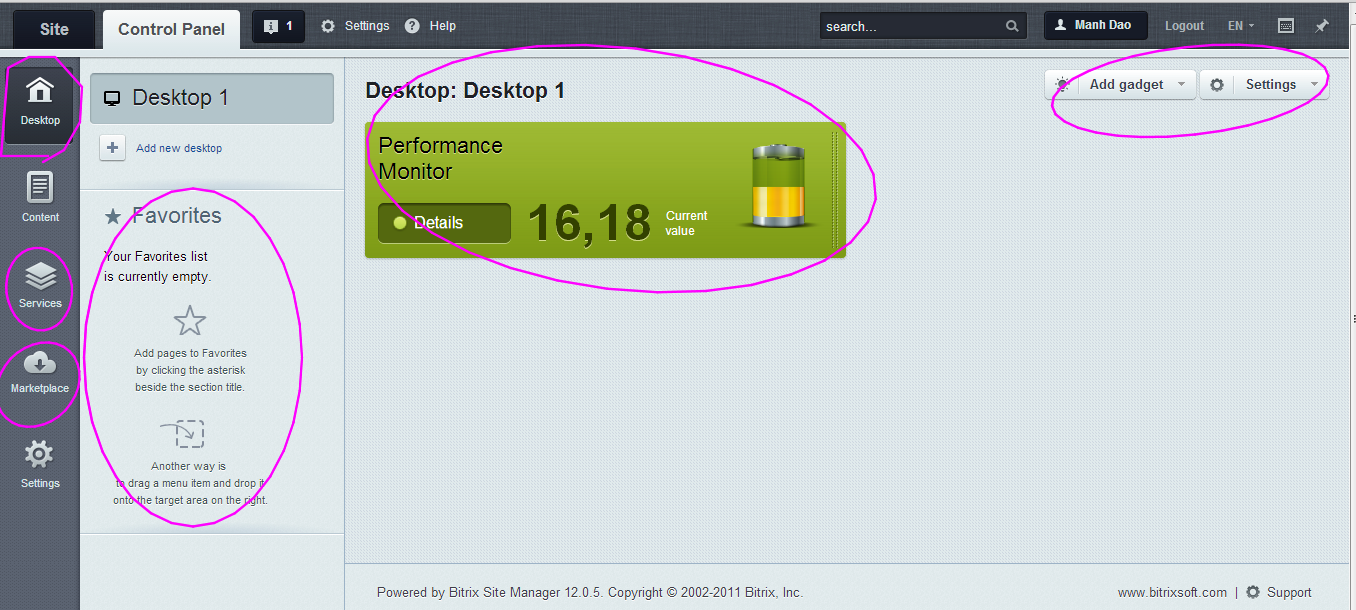 Site
Control Panel
1
Settings
Help
search...
Manh Dao
Logout
EN
Desktop
Content
Services
Marketplace
Settings
Desktop 1
Add new desktop
Favorites
Your Favorites list
is currently empty.
Add pages to Favorites
by clicking the asterisk
beside the section title.
Another way is
to drag a menu item and drop it
onto the target area on the right.
Desktop: Desktop 1
Add gadget
Settings
Performance
Monitor
Details
16,18
Current
value
Powered by Bitrix Site Manager 12.0.5. Copyright © 2002-2011 Bitrix, Inc.
www.bitrixsoft.com | Support